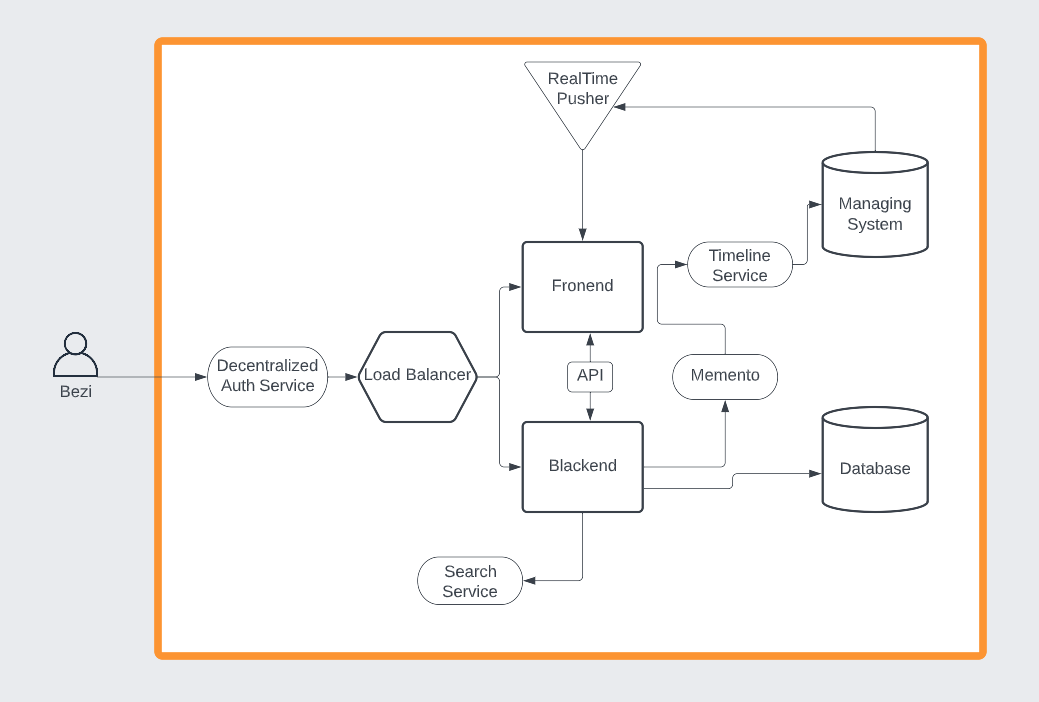 RealTime
Pusher
Managing
System
Timeline
Service
Fronend
Decentralized
Auth Service
Load Balancer
API
Memento
Bezi
Blackend
Database
Search
Service